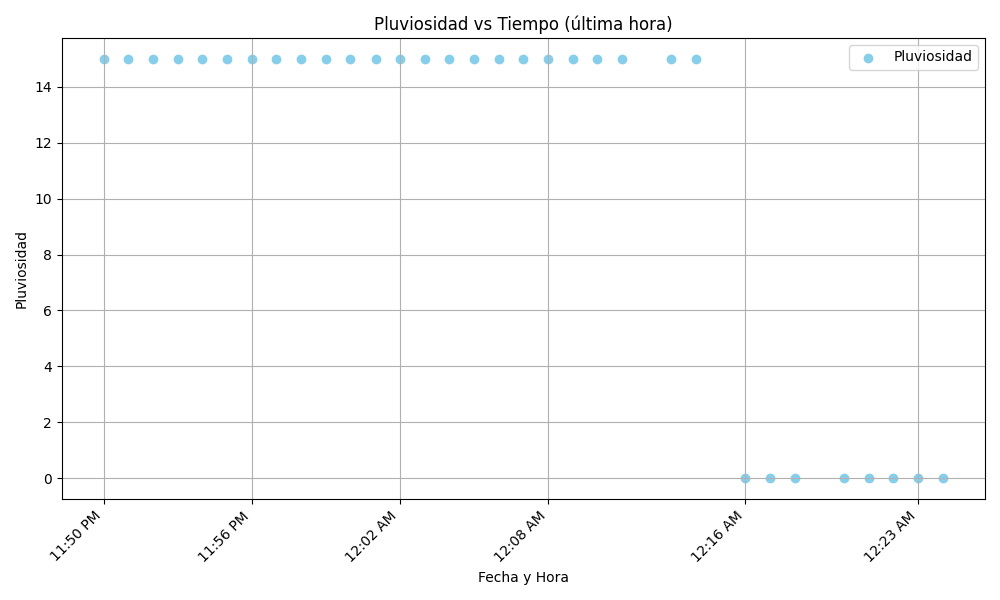 Pluviosidad vs Tiempo (última hora)
Pluviosidad
14
12
10
8
6
4
2
0
Pluviosidad
11:50 PM
11:56 PM
12:02 AM
12:08 AM
12:16 AM
12:23 AM
Fecha y Hora